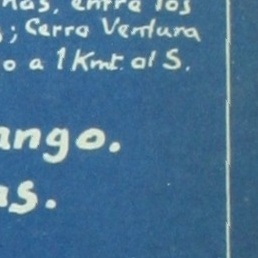 nas, entre los
; Cerro Ventura
o a 1 Kmt. al S.
ango.
as.